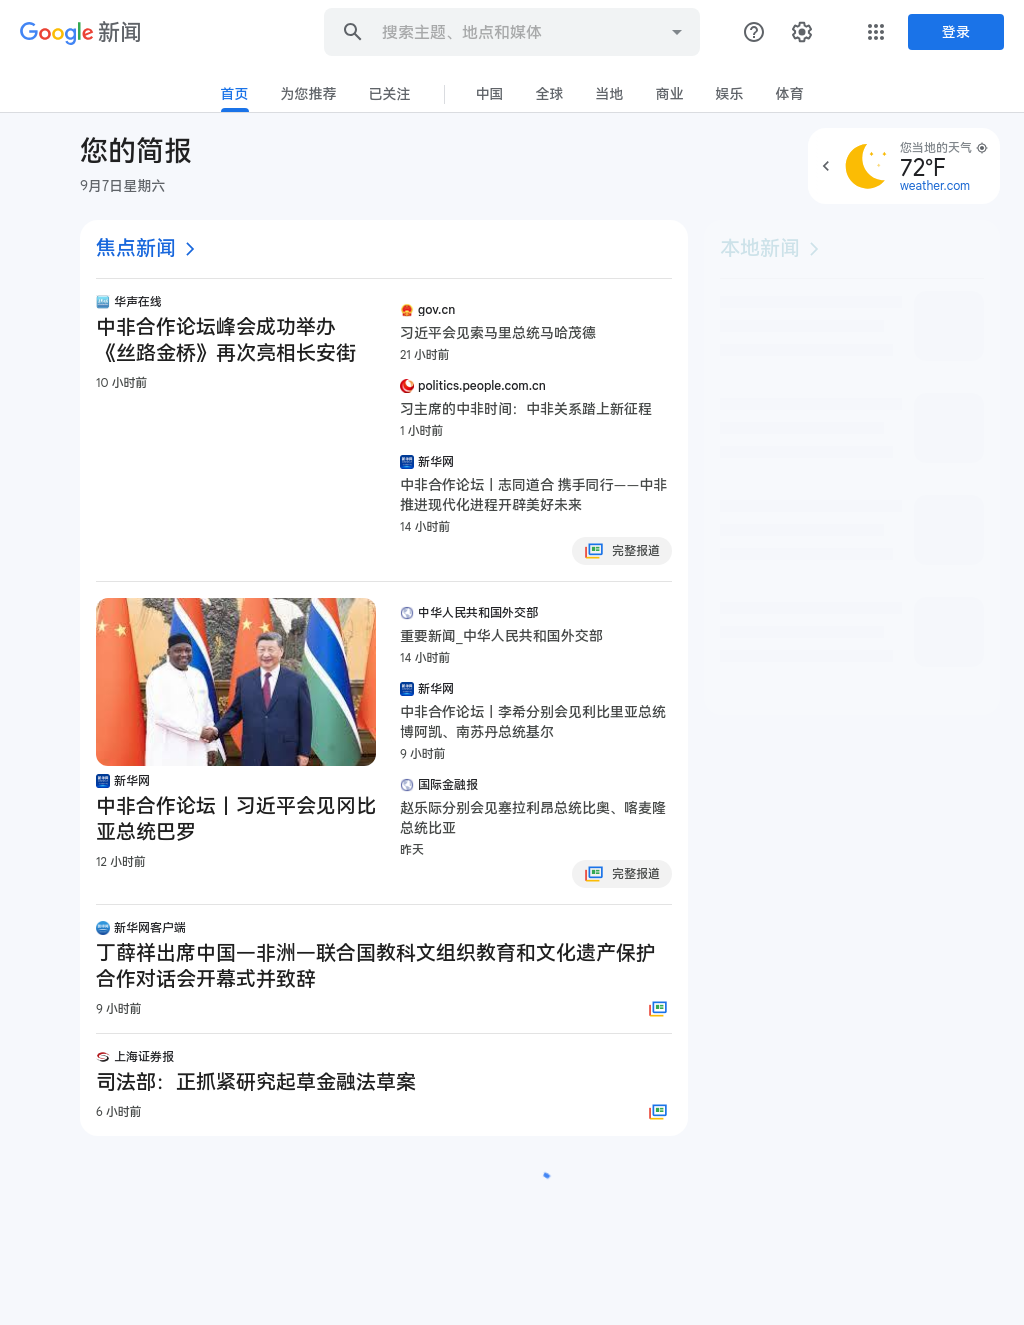 Google 新闻
搜索主题、地点和媒体
登录
首页
为您推荐
已关注
中国
全球
当地
商业
娱乐
体育
您的简报
9月7日星期六
您当地的天气
72°F
weather.com
焦点新闻
本地新闻
华声在线
中非合作论坛峰会成功举办
《丝路金桥》再次亮相长安街
10 小时前
gov.cn
习近平会见索马里总统马哈茂德
21 小时前
politics.people.com.cn
习主席的中非时间：中非关系踏上新征程
1 小时前
新华网
中非合作论坛丨志同道合 携手同行——中非
推进现代化进程开辟美好未来
14 小时前
完整报道
新华网
中非合作论坛丨习近平会见冈比
亚总统巴罗
12 小时前
中华人民共和国外交部
重要新闻_中华人民共和国外交部
14 小时前
新华网
中非合作论坛丨李希分别会见利比里亚总统
博阿凯、南苏丹总统基尔
9 小时前
国际金融报
赵乐际分别会见塞拉利昂总统比奥、喀麦隆
总统比亚
昨天
完整报道
新华网客户端
丁薛祥出席中国—非洲—联合国教科文组织教育和文化遗产保护
合作对话会开幕式并致辞
9 小时前
上海证券报
司法部：正抓紧研究起草金融法草案
6 小时前